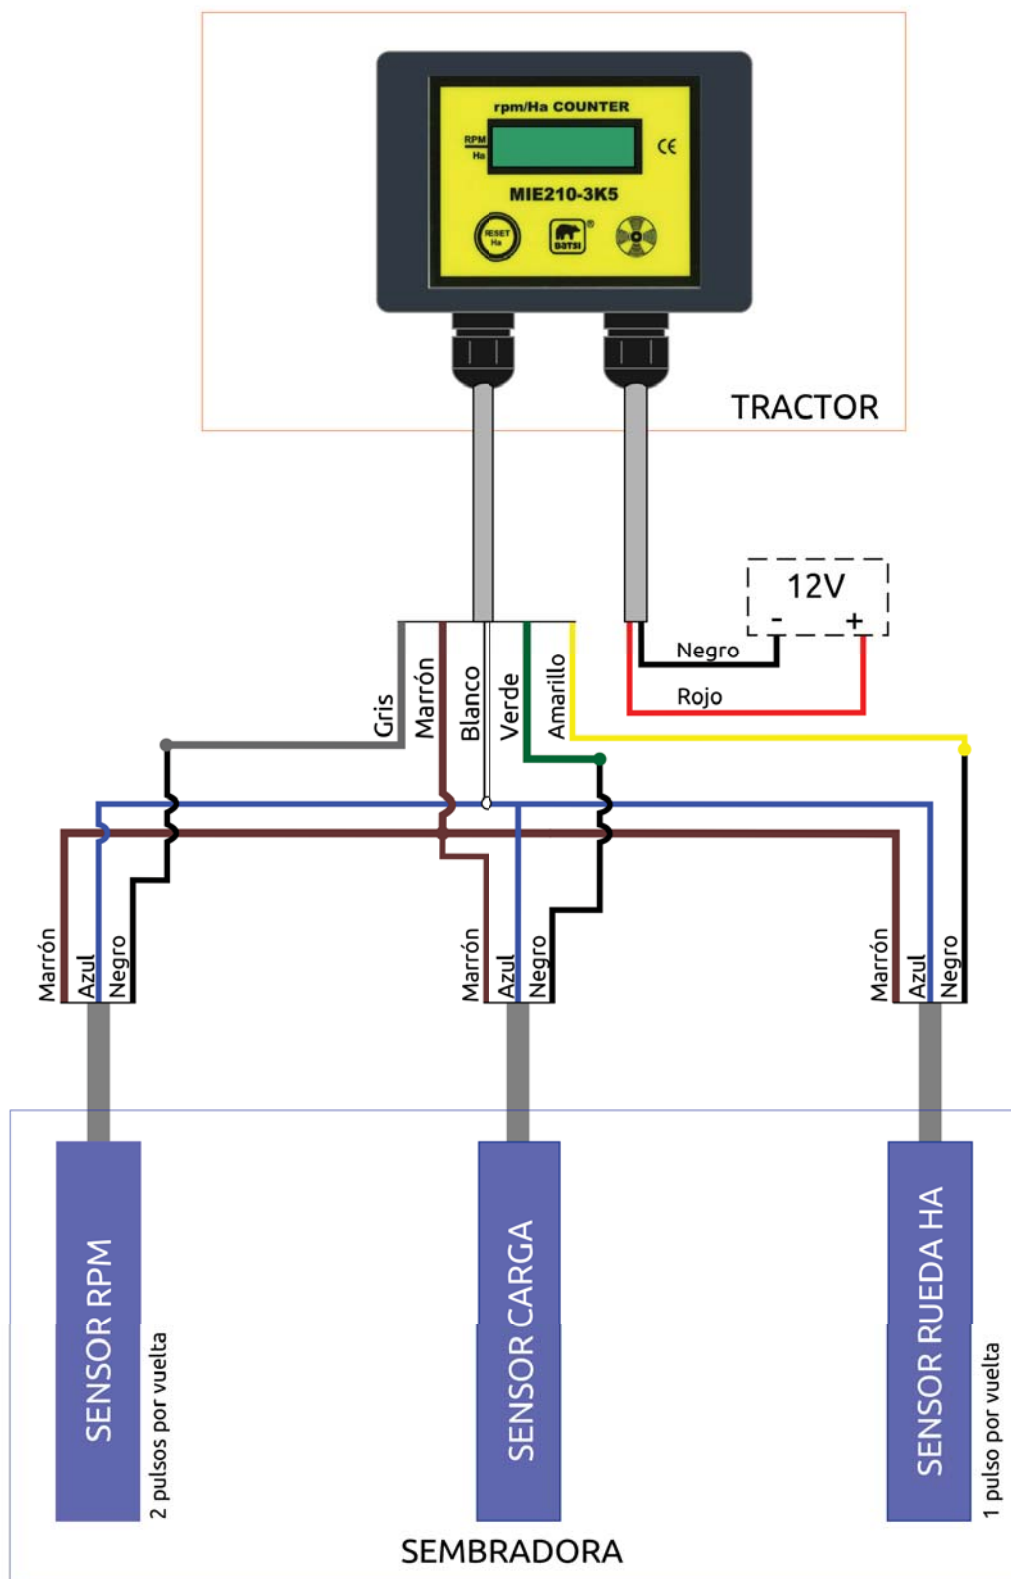 rpm/Ha COUNTER
RPM
Ha
CE
MIE210-3K5
RESET
Ha
BATSI ®
TRACTOR
12V
- +
Negro
Rojo
Gris
Marrón
Blanco
Verde
Amarillo
Marrón
Azul
Negro
Marrón
Azul
Negro
Marrón
Azul
Negro
SENSOR RPM
2 pulsos por vuelta
SENSOR CARGA
SENSOR RUEDA HA
1 pulso por vuelta
SEMBRADORA